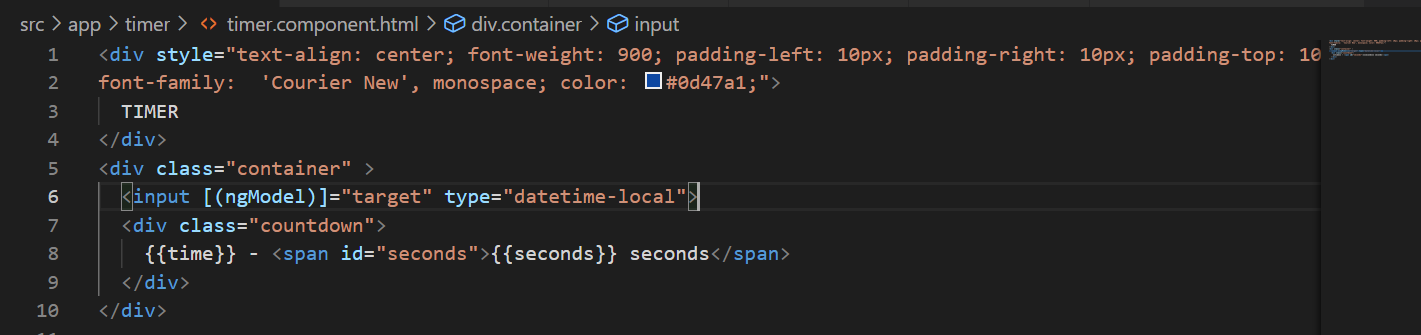 src > app > timer > <> timer.component.html > div.container > input
1 <div style="text-align: center; font-weight: 900; padding-left: 10px; padding-right: 10px; padding-top: 10
2 font-family:  'Courier New', monospace; color: #0d47a1;">
3   TIMER
4 </div>
5 <div class="container" >
6   <input [(ngModel)]="target" type="datetime-local">
7   <div class="countdown">
8     {{time}} - <span id="seconds">{{seconds}} seconds</span>
9   </div>
10 </div>